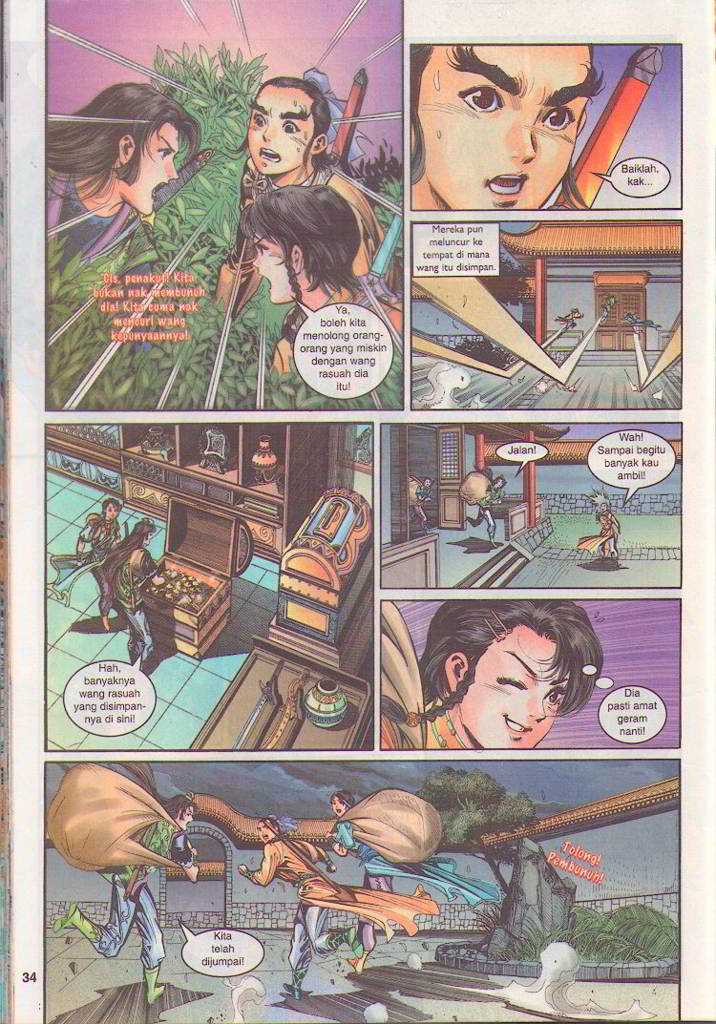 "Cis, penakut! Kita
bukan nak membunuh
dia! Kita cuma nak
mencuri wang
kepunyaannya!
Ya,
boleh kita
menolong orang-
orang yang miskin
dengan wang
rasuah dia
itu!
Baiklah,
kak...
Mereka pun
meluncur ke
tempat di mana
wang itu disimpan.
Hah,
banyaknya
wang rasuah
yang disimpan-
nya di sini!
Jalan!
Wah!
Sampai begitu
banyak kau
ambil!
Dia
pasti amat
geram
nanti!
Tolong!
Pembunuh!
Kita
telah
dijumpai!
34